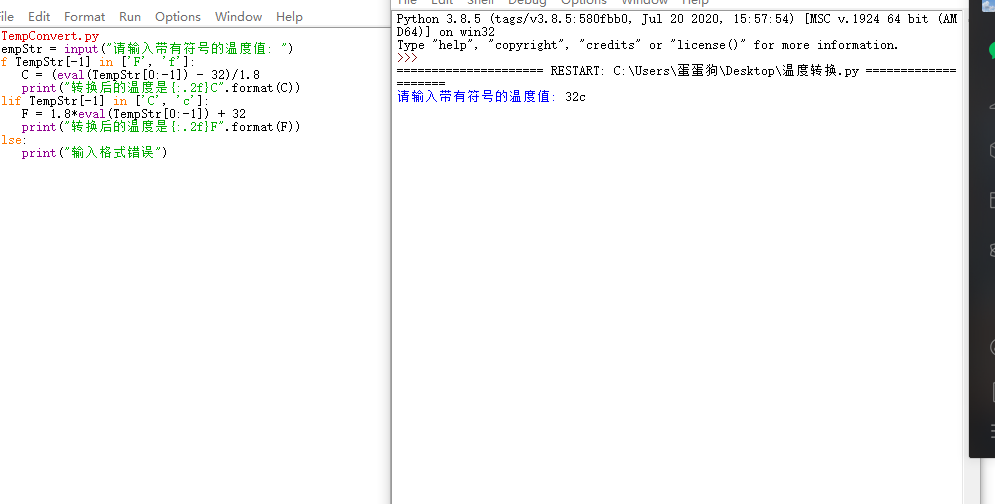 ile Edit Format Run Options Window Help
TempConvert.py
empStr = input("请输入带有符号的温度值: ")
f TempStr[-1] in ['F', 'f']:
C = (eval(TempStr[0:-1]) - 32)/1.8
print("转换后的温度是{:.2f}C".format(C))
lif TempStr[-1] in ['C', 'c']:
F = 1.8*eval(TempStr[0:-1]) + 32
print("转换后的温度是{:.2f}F".format(F))
lse:
print("输入格式错误")
File Edit Shell Debug Options Window Help
Python 3.8.5 (tags/v3.8.5:580fbb0, Jul 20 2020, 15:57:54) [MSC v.1924 64 bit (AM
D64)] on win32
Type "help", "copyright", "credits" or "license()" for more information.
>>>
===================== RESTART: C:\Users\蛋蛋狗\Desktop\温度转换.py =============
=======
请输入带有符号的温度值: 32c